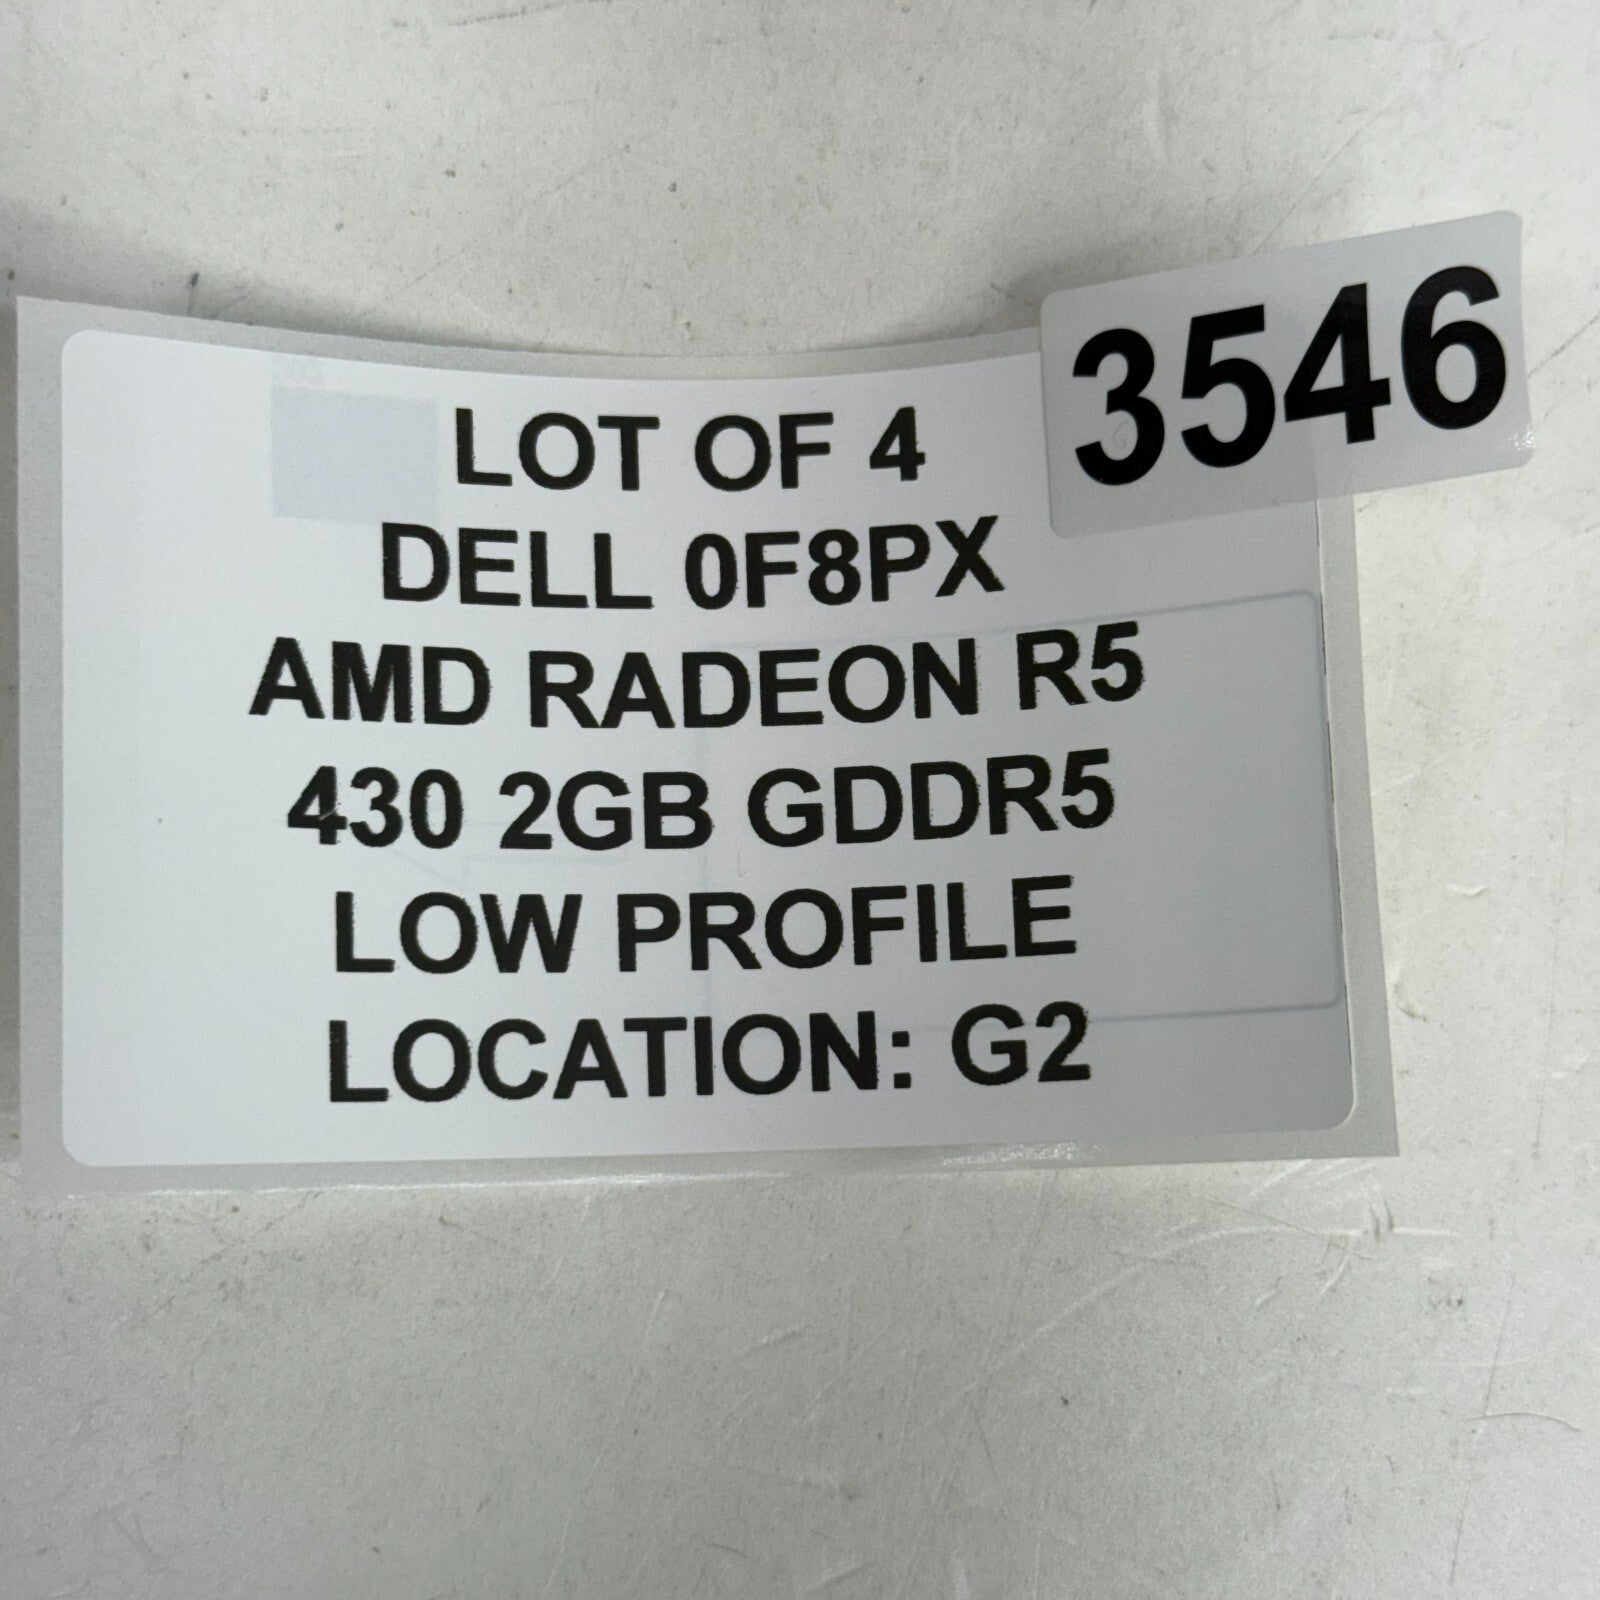 3546
LOT OF 4
DELL 0F8PX
AMD RADEON R5
430 2GB GDDR5
LOW PROFILE
LOCATION: G2